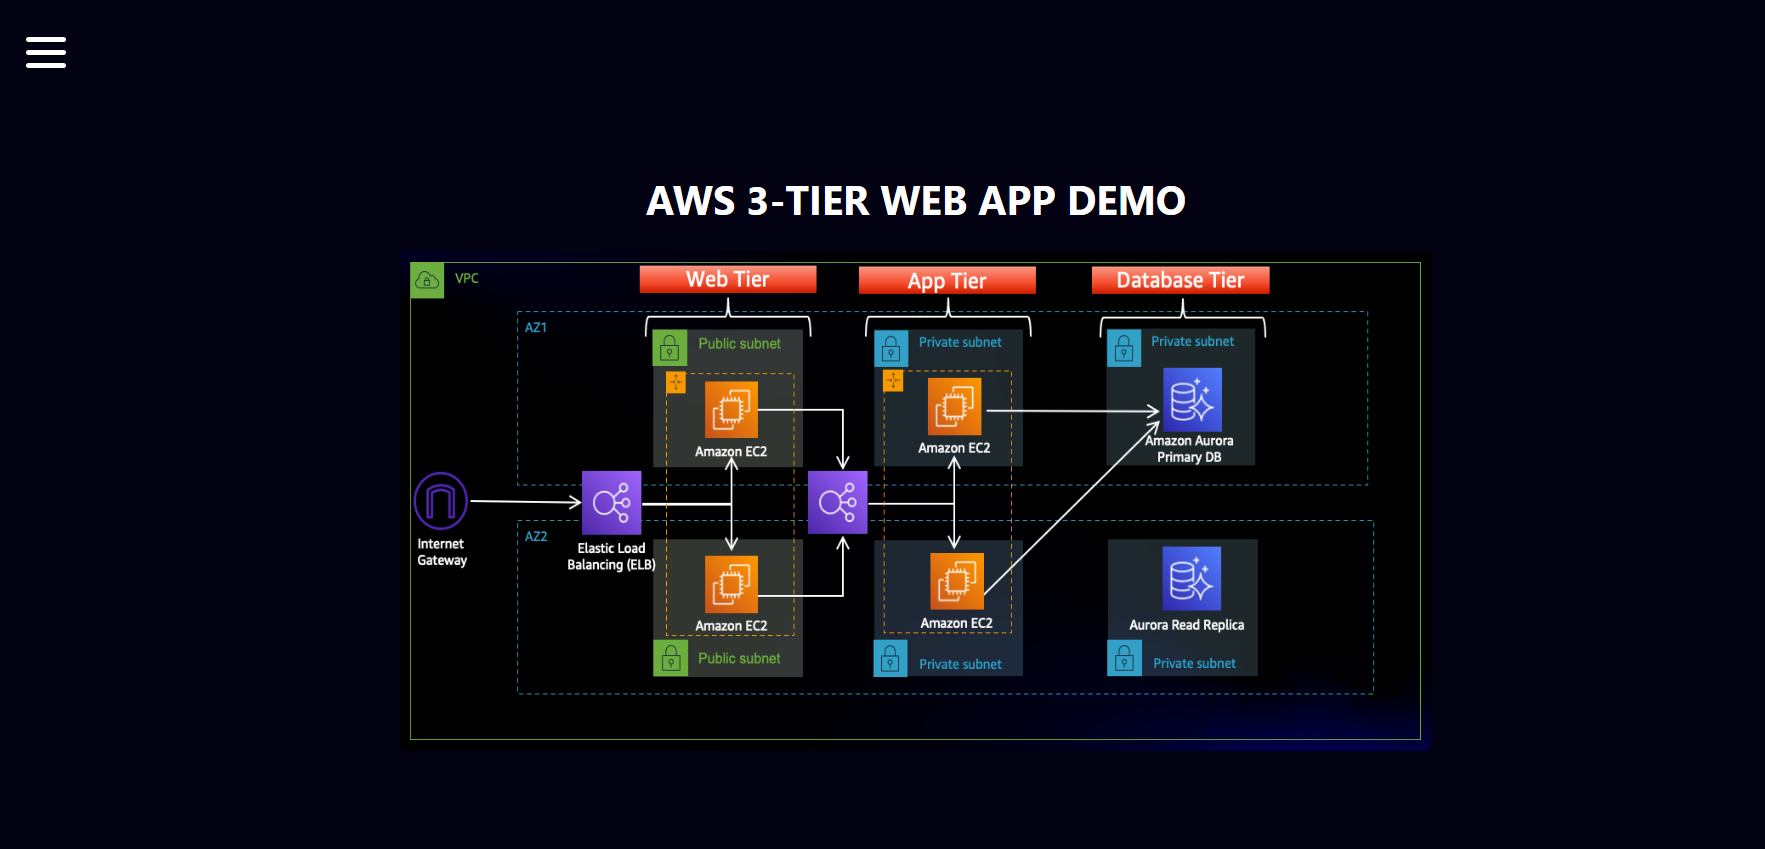 AWS 3-TIER WEB APP DEMO
VPC
Web Tier
App Tier
Database Tier
AZ1
Public subnet
Private subnet
Private subnet
Amazon EC2
Amazon EC2
Amazon Aurora
Primary DB
Internet
Gateway
Elastic Load
Balancing (ELB)
AZ2
Amazon EC2
Amazon EC2
Aurora Read Replica
Public subnet
Private subnet
Private subnet